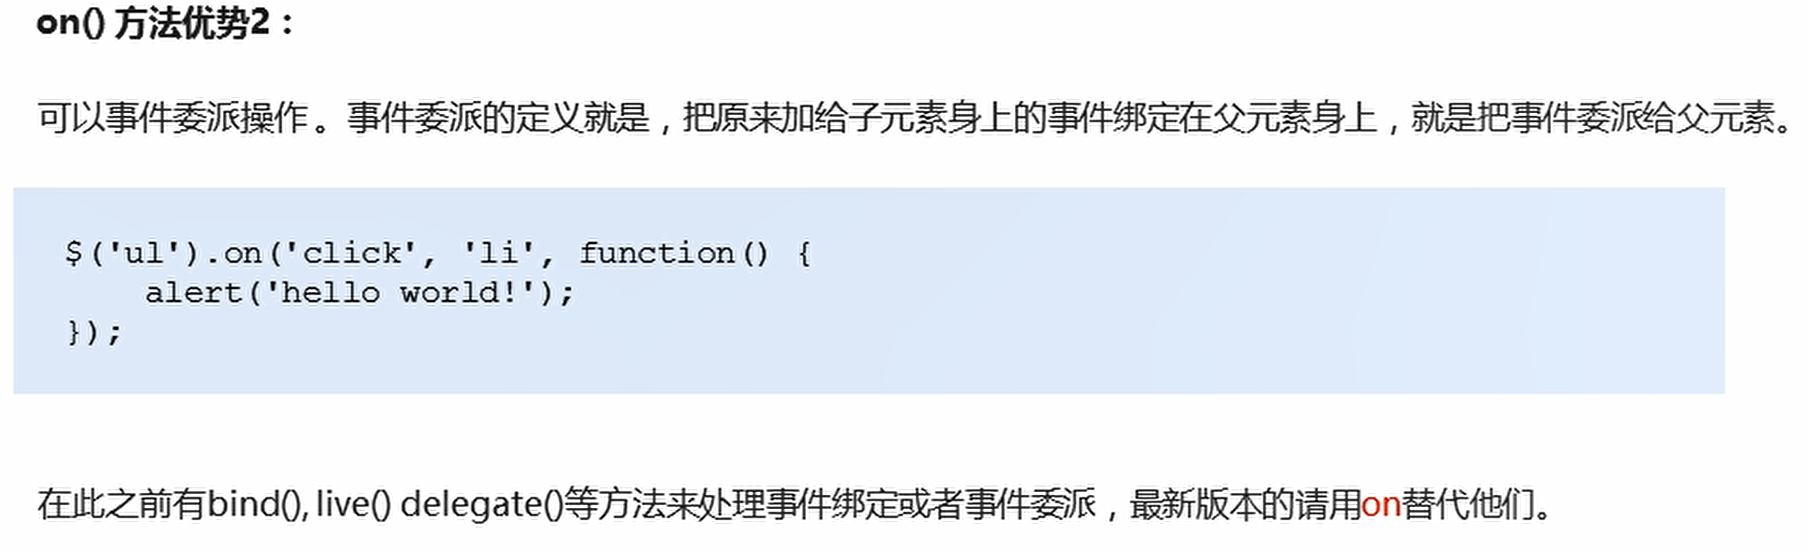 on() 方法优势2：
可以事件委派操作 。事件委派的定义就是，把原来加给子元素身上的事件绑定在父元素身上，就是把事件委派给父元素。
$('ul').on('click', 'li', function() {
    alert('hello world!');
});
在此之前有bind(), live() delegate()等方法来处理事件绑定或者事件委派，最新版本的请用on替代他们。